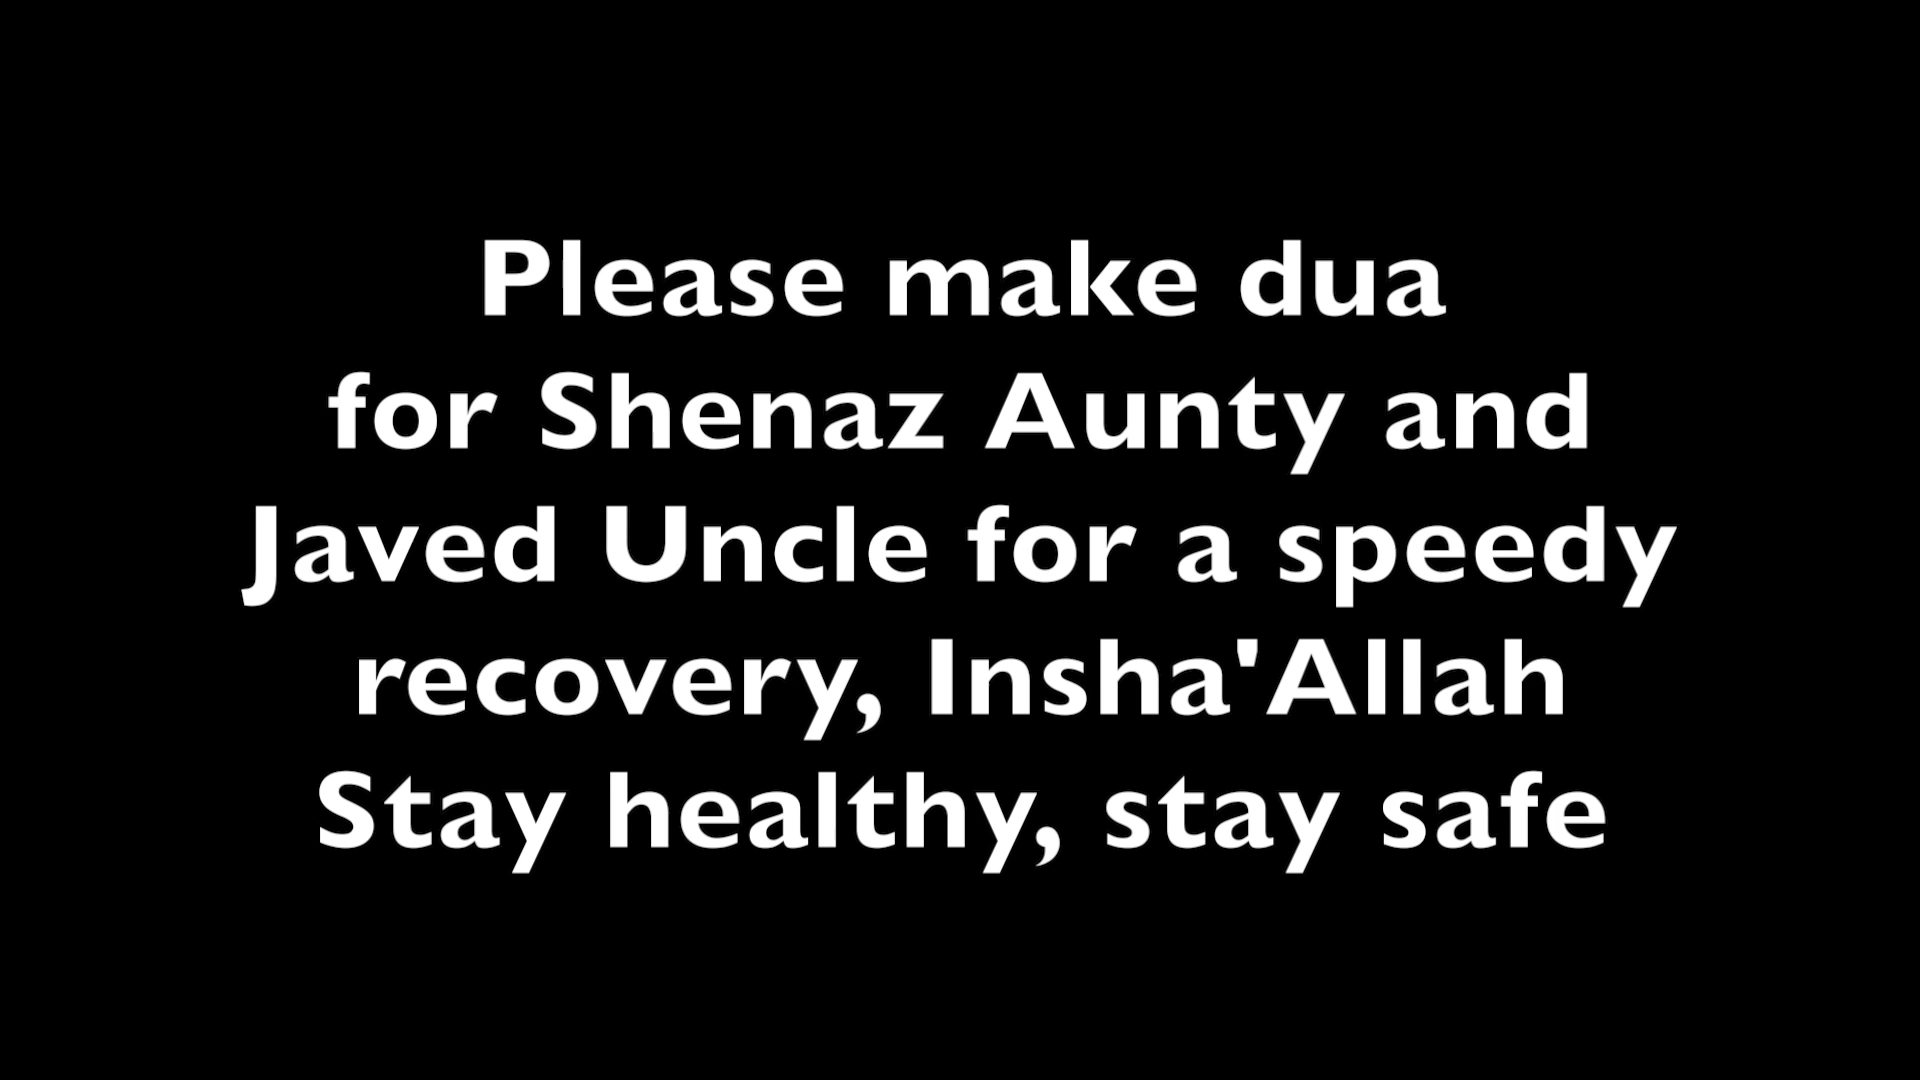 Please make dua
for Shenaz Aunty and
Javed Uncle for a speedy
recovery, Insha'Allah
Stay healthy, stay safe